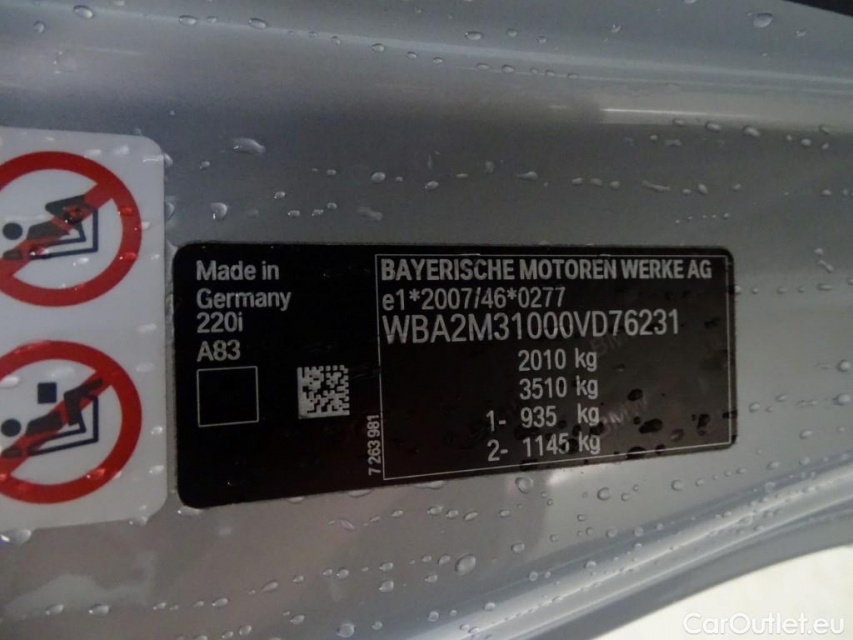 Made in
Germany
220i
A83
7 263 981
BAYERISCHE MOTOREN WERKE AG
e1*2007/46*0277
WBA2M31000VD76231
2010 kg
3510 kg
1- 935 kg
2- 1145 kg
CarOutlet.eu